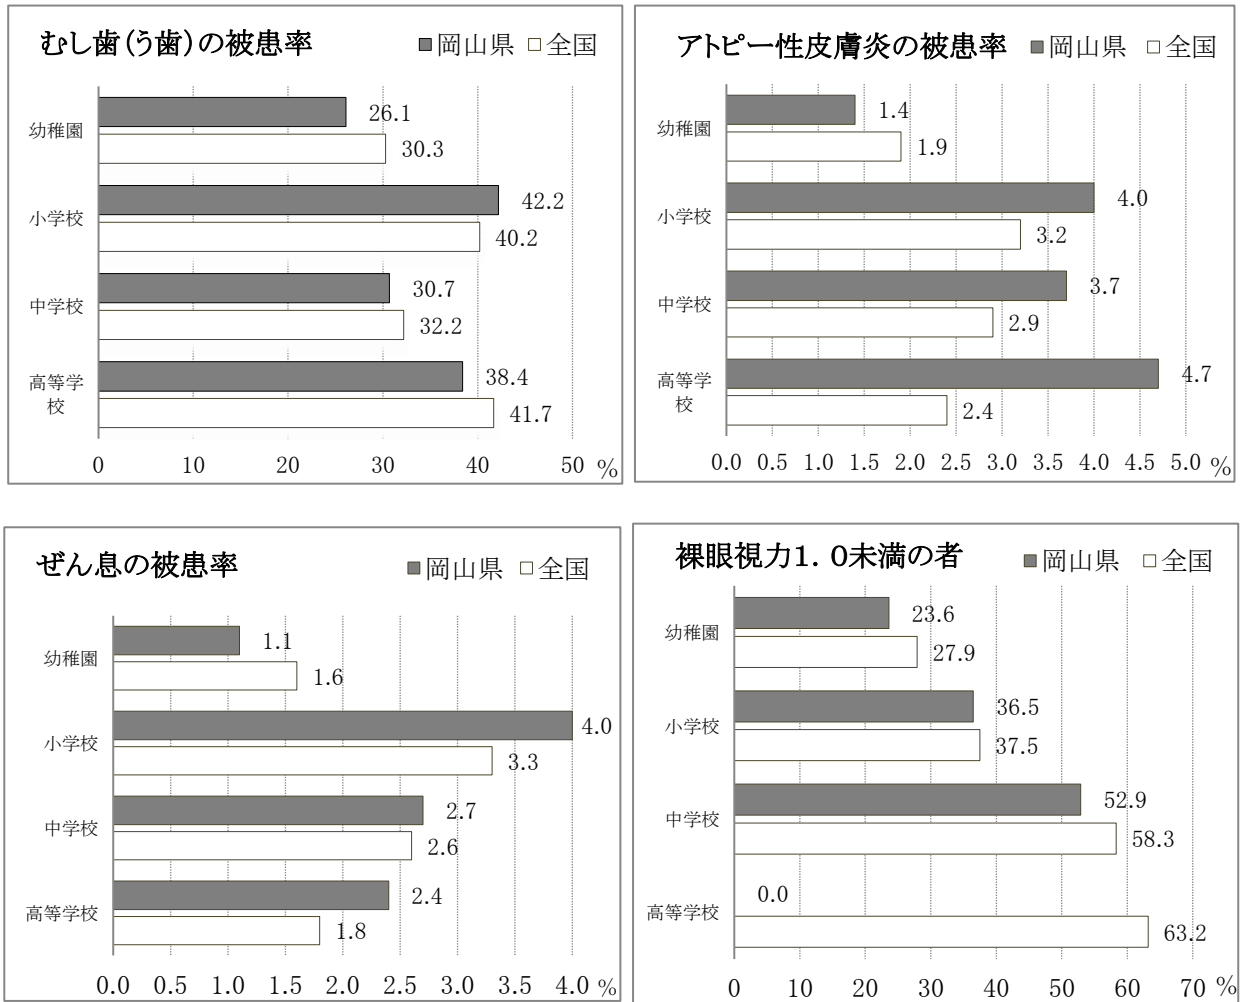 むし歯(う歯)の被患率
■岡山県 □全国
幼稚園
26.1
30.3
小学校
42.2
40.2
中学校
30.7
32.2
高等学
校
38.4
41.7
0 10 20 30 40 50 %
アトピー性皮膚炎の被患率
■岡山県 □全国
幼稚園
1.4
1.9
小学校
4.0
3.2
中学校
3.7
2.9
高等学
校
4.7
2.4
0.0 0.5 1.0 1.5 2.0 2.5 3.0 3.5 4.0 4.5 5.0 %
ぜん息の被患率
■岡山県 □全国
幼稚園
1.1
1.6
小学校
4.0
3.3
中学校
2.7
2.6
高等学校
2.4
1.8
0.0 0.5 1.0 1.5 2.0 2.5 3.0 3.5 4.0 %
裸眼視力1.0未満の者
■岡山県 □全国
幼稚園
23.6
27.9
小学校
36.5
37.5
中学校
52.9
58.3
高等学校
0.0
63.2
0 10 20 30 40 50 60 70 %